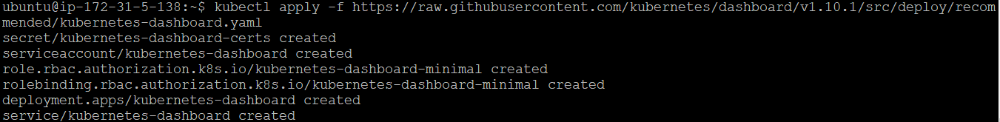 ubuntu@ip-172-31-5-138:~$ kubectl apply -f https://raw.githubusercontent.com/kubernetes/dashboard/v1.10.1/src/deploy/recom
mended/kubernetes-dashboard.yaml
secret/kubernetes-dashboard-certs created
serviceaccount/kubernetes-dashboard created
role.rbac.authorization.k8s.io/kubernetes-dashboard-minimal created
rolebinding.rbac.authorization.k8s.io/kubernetes-dashboard-minimal created
deployment.apps/kubernetes-dashboard created
service/kubernetes-dashboard created